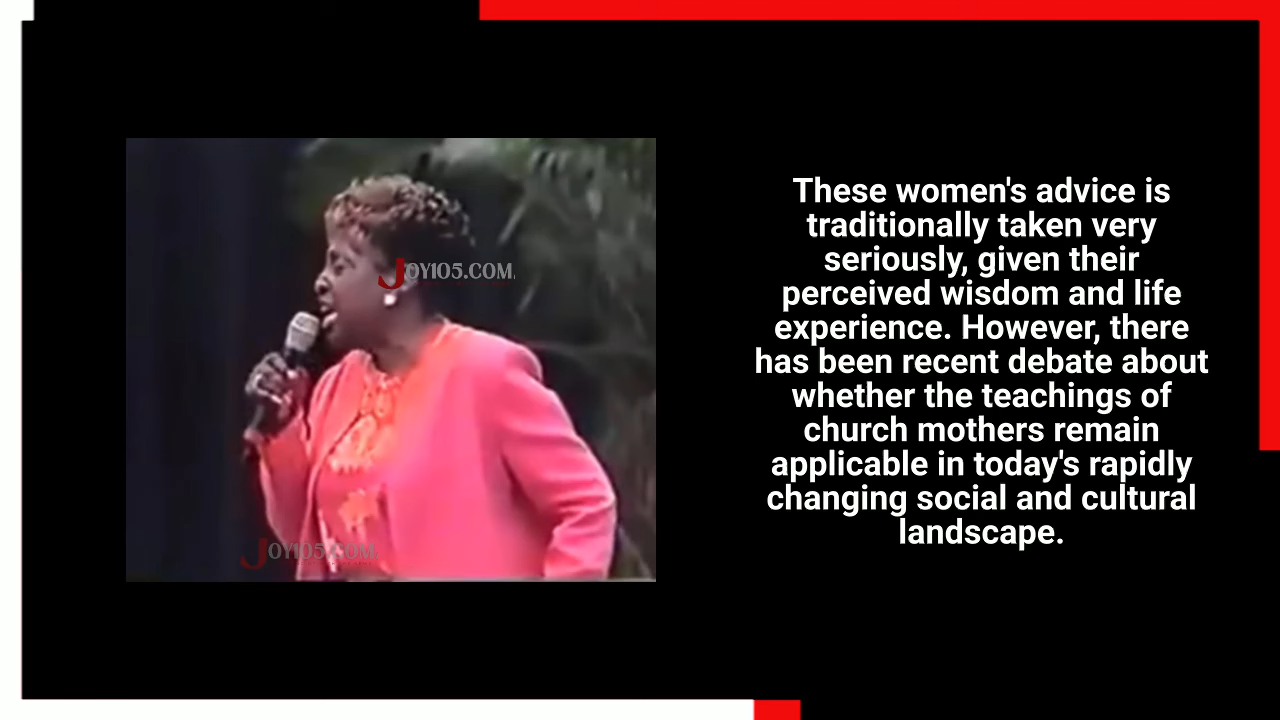 JOY105.COM
JOY105.COM
These women's advice is
traditionally taken very
seriously, given their
perceived wisdom and life
experience. However, there
has been recent debate about
whether the teachings of
church mothers remain
applicable in today's rapidly
changing social and cultural
landscape.